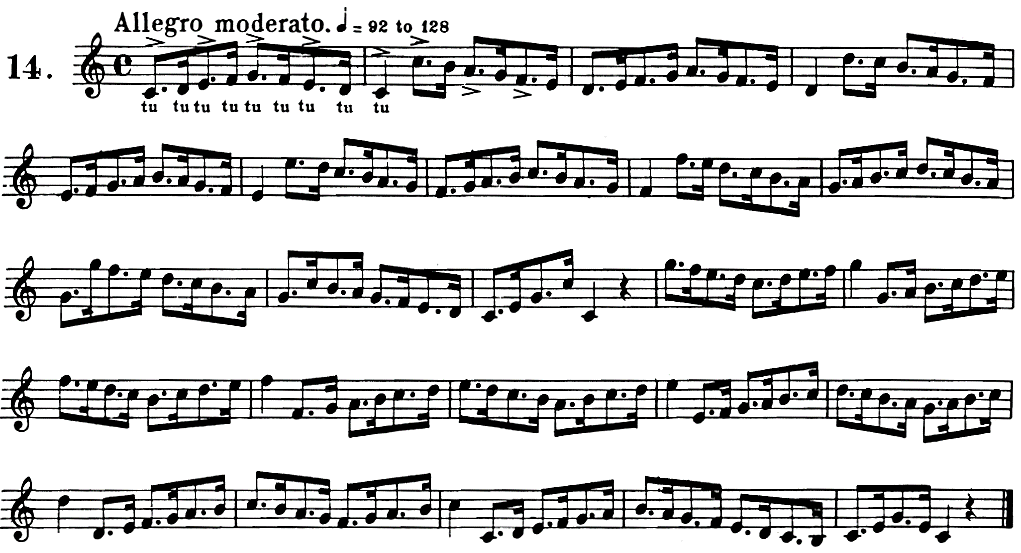 Allegro moderato. ♩ = 92 to 128
14.
tu tu tu tu tu tu tu tu tu